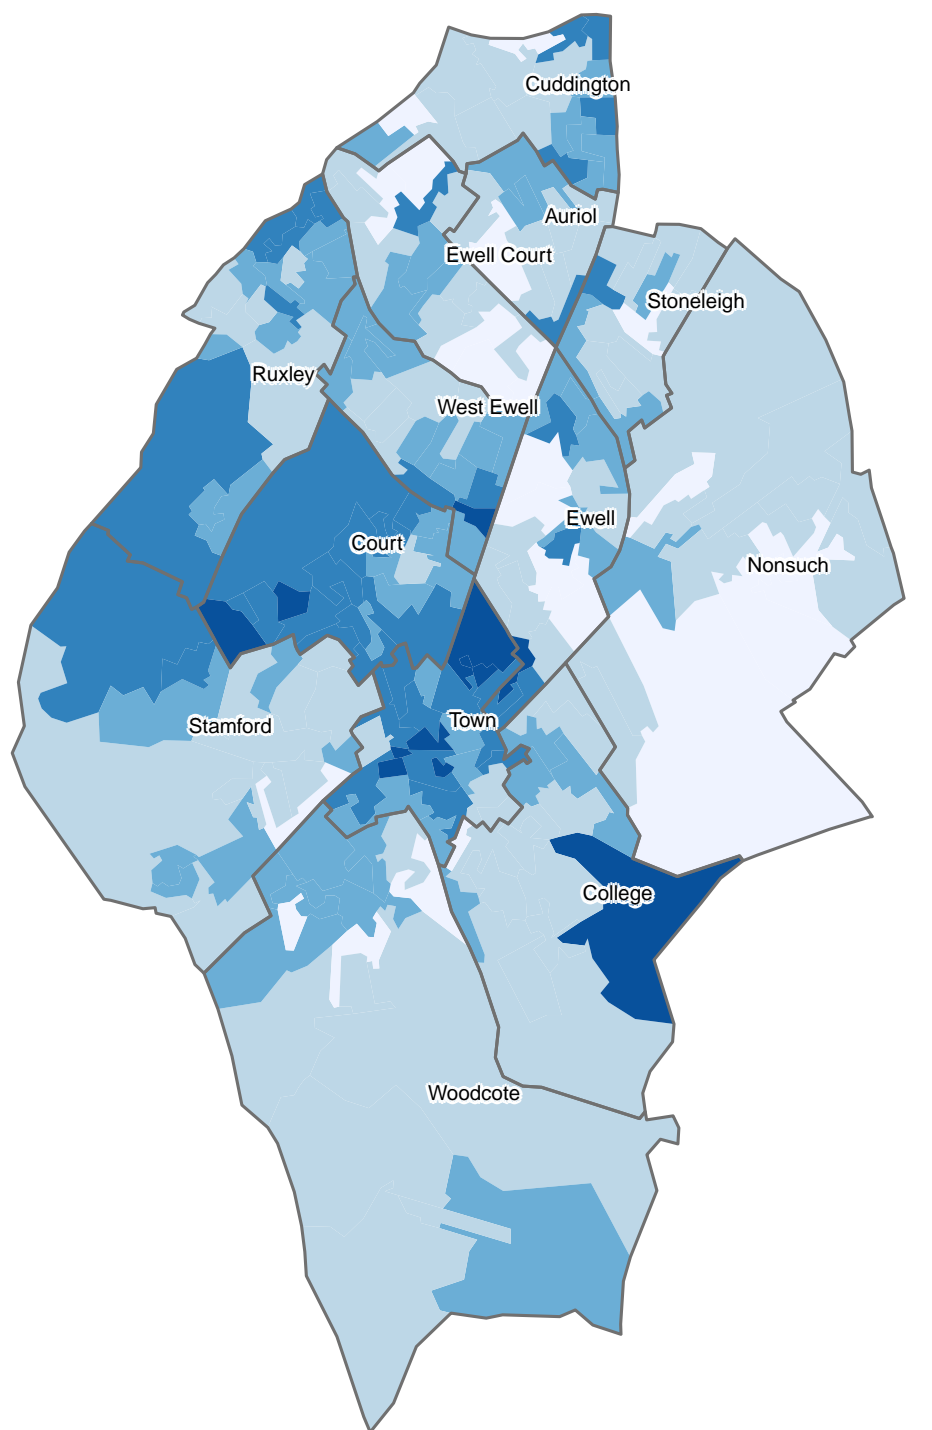 Cuddington
Auriol
Ewell Court
Stoneleigh
Ruxley
West Ewell
Ewell
Court
Nonsuch
Stamford
Town
College
Woodcote